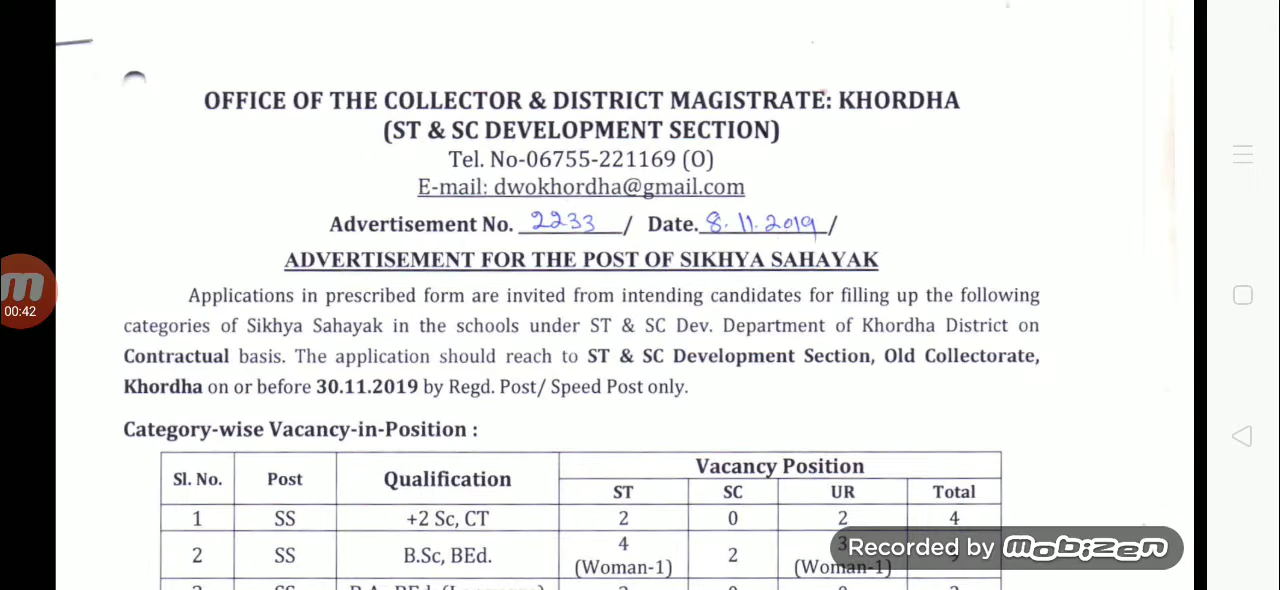 OFFICE OF THE COLLECTOR & DISTRICT MAGISTRATE: KHORDHA
(ST & SC DEVELOPMENT SECTION)
Tel. No-06755-221169 (O)
E-mail: dwokhordha@gmail.com
Advertisement No. 2233/ Date. 8.11.2019/
ADVERTISEMENT FOR THE POST OF SIKHYA SAHAYAK
Applications in prescribed form are invited from intending candidates for filling up the following
categories of Sikhya Sahayak in the schools under ST & SC Dev. Department of Khordha District on
Contractual basis. The application should reach to ST & SC Development Section, Old Collectorate,
Khordha on or before 30.11.2019 by Regd. Post/ Speed Post only.
Category-wise Vacancy-in-Position :
Sl. No. Post Qualification Vacancy Position
ST SC UR Total
1 SS +2 Sc, CT 2 0 2 4
2 SS B.Sc, BEd. 4 (Woman-1) 2 3 (Woman-1)
00:42
Recorded by mobizen